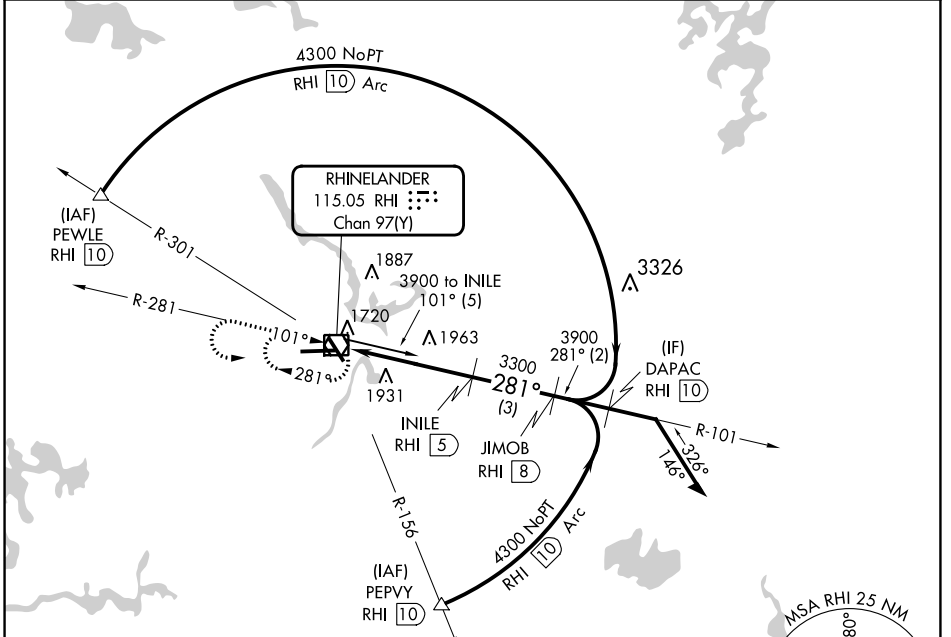 4300 NoPT
RHI 10 Arc
RHINELANDER
115.05 RHI
Chan 97(Y)
(IAF)
PEWLE
RHI 10
R-301
R-281
1887
3900 to INILE
101° (5)
3326
1720
1963
101°
281°
1931
3300
281°
(3)
3900
281° (2)
(IF)
DAPAC
RHI 10
INILE
RHI 5
JIMOB
RHI 8
R-101
326°
146°
R-156
4300 NoPT
RHI 10 Arc
(IAF)
PEPVY
RHI 10
MSA RHI 25 NM